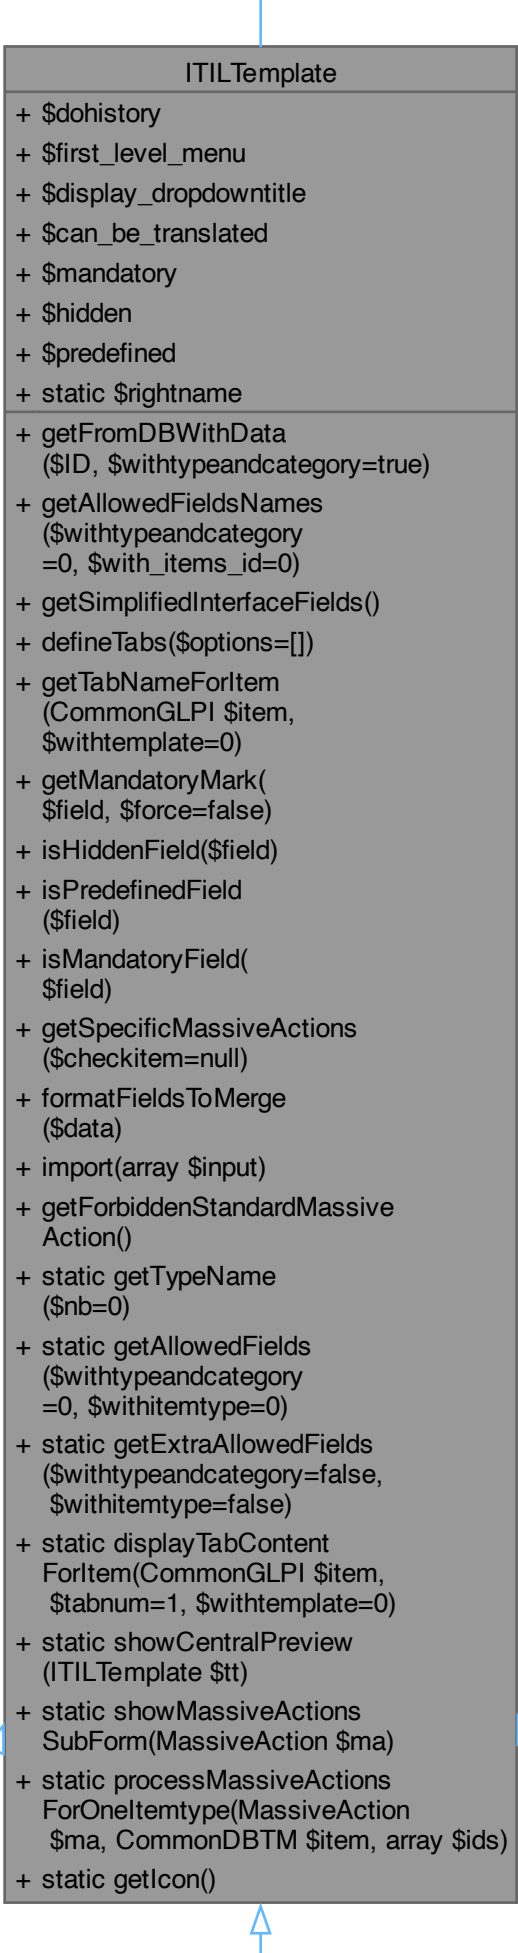 ITILTemplate
+ $dohistory
+ $first_level_menu
+ $display_dropdowntitle
+ $can_be_translated
+ $mandatory
+ $hidden
+ $predefined
+ static $rightname
+ getFromDBWithData
($ID, $withtypeandcategory=true)
+ getAllowedFieldsNames
($withtypeandcategory
=0, $with_items_id=0)
+ getSimplifiedInterfaceFields()
+ defineTabs($options=[])
+ getTabNameForItem
(CommonGLPI $item,
$withtemplate=0)
+ getMandatoryMark(
$field, $force=false)
+ isHiddenField($field)
+ isPredefinedField
($field)
+ isMandatoryField(
$field)
+ getSpecificMassiveActions
($checkitem=null)
+ formatFieldsToMerge
($data)
+ import(array $input)
+ getForbiddenStandardMassive
Action()
+ static getTypeName
($nb=0)
+ static getAllowedFields
($withtypeandcategory
=0, $withitemtype=0)
+ static getExtraAllowedFields
($withtypeandcategory=false,
$withitemtype=false)
+ static displayTabContent
ForItem(CommonGLPI $item,
$tabnum=1, $withtemplate=0)
+ static showCentralPreview
(ITILTemplate $tt)
+ static showMassiveActions
SubForm(MassiveAction $ma)
+ static processMassiveActions
ForOneItemtype(MassiveAction
$ma, CommonDBTM $item, array $ids)
+ static getIcon()